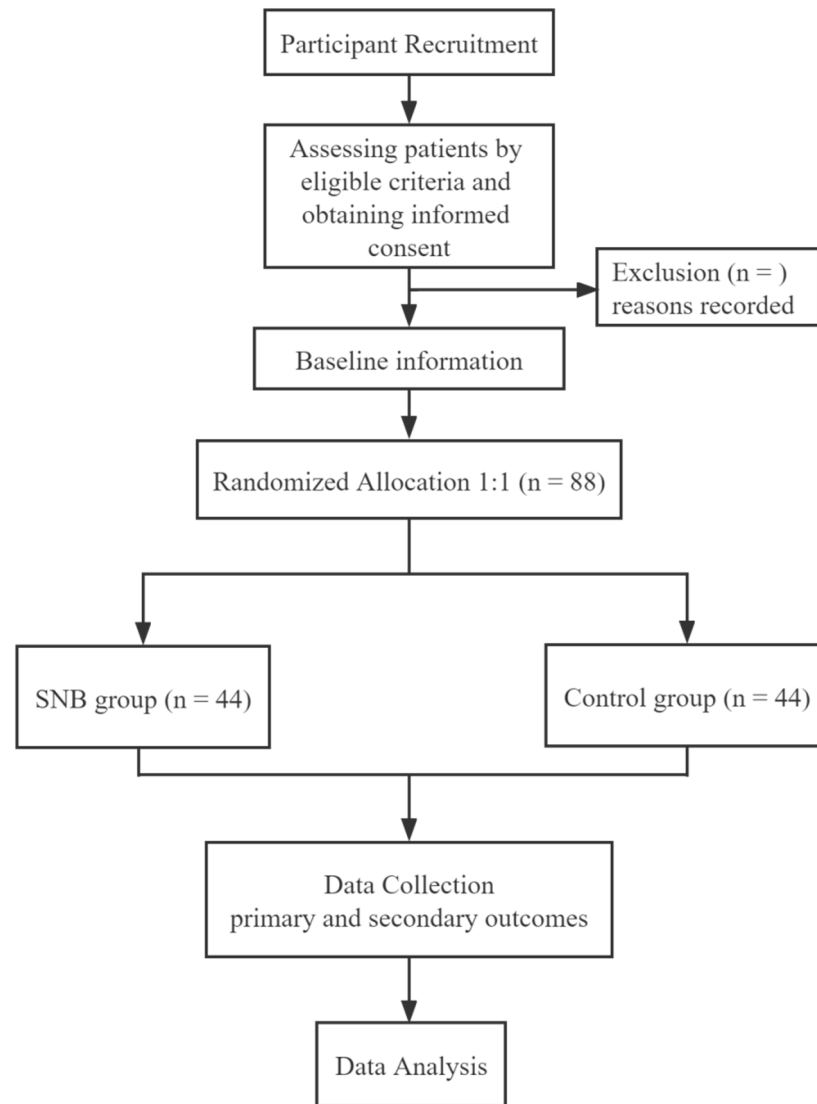 Participant Recruitment
Assessing patients by
eligible criteria and
obtaining informed
consent
Exclusion (n = )
reasons recorded
Baseline information
Randomized Allocation 1:1 (n = 88)
SNB group (n = 44)
Control group (n = 44)
Data Collection
primary and secondary outcomes
Data Analysis